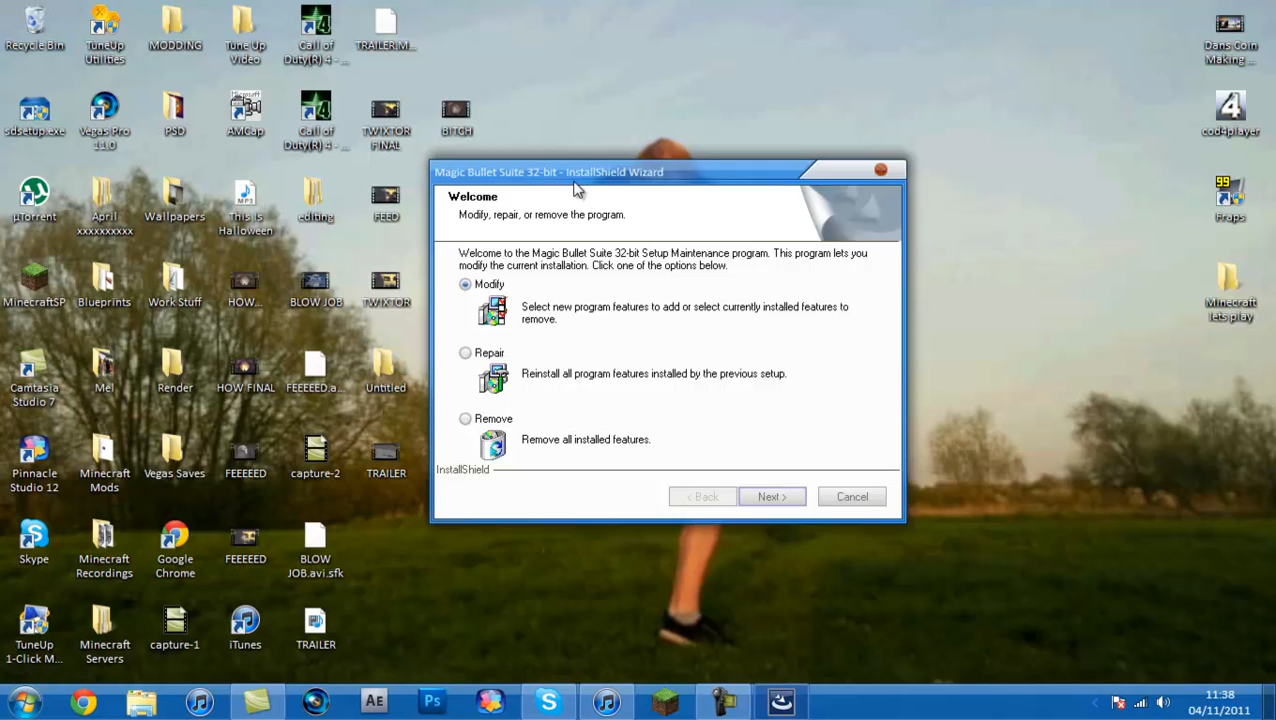 Recycle Bin
TuneUp
Utilities
MODDING
Tune Up
Video
Call of
Duty(R) 4 - ...
TRAILER.M...
Dans Coin
Making ...
sdsetup.exe
Vegas Pro
11.0
PSD
Microsoft
AMCap
Call of
Duty(R) 4 - ...
TWIXTOR
FINAL
BITCH
4
cod4player
µTorrent
April
xxxxxxxxxx
Wallpapers
MP3
This Is
Halloween
editing
FEED
99
Fraps
MinecraftSP
Blueprints
Work Stuff
HOW...
BLOW JOB
TWIXTOR
Minecraft
lets play
Camtasia
Studio 7
Mel
Render
HOW FINAL
FEEEEED.a...
Untitled
Pinnacle
Studio 12
Minecraft
Mods
Vegas Saves
FEEEEED
capture-2
TRAILER
Skype
Minecraft
Recordings
Google
Chrome
FEEEEED
BLOW
JOB.avi.sfk
TuneUp
1-Click M...
Minecraft
Servers
capture-1
iTunes
TRAILER
Magic Bullet Suite 32-bit - InstallShield Wizard
Welcome
Modify, repair, or remove the program.
Welcome to the Magic Bullet Suite 32-bit Setup Maintenance program. This program lets you
modify the current installation. Click one of the options below.
Modify
Select new program features to add or select currently installed features to
remove.
Repair
Reinstall all program features installed by the previous setup.
Remove
Remove all installed features.
InstallShield
< Back
Next >
Cancel
Ae
Ps
11:38
04/11/2011